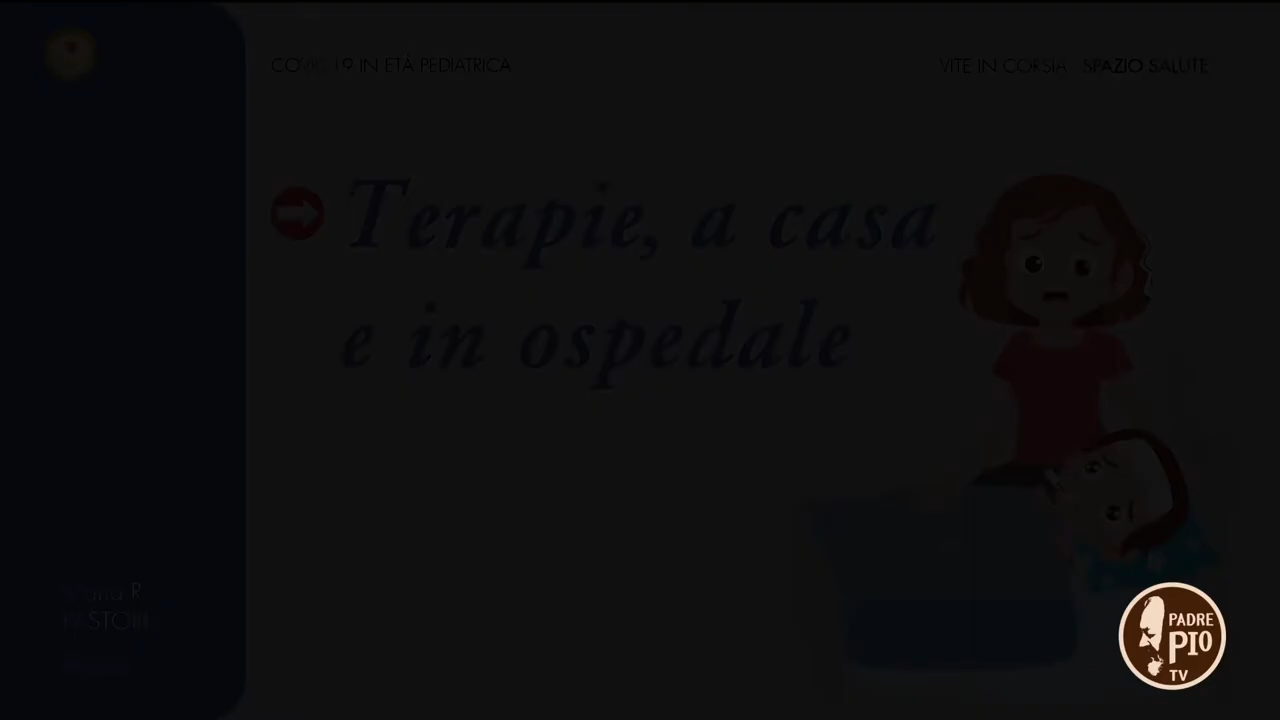 COVID 19 IN ETÀ PEDIATRICA
VITE IN CORSIA SPAZIO SALUTE
Terapie, a casa
e in ospedale
PADRE
PIO
TV